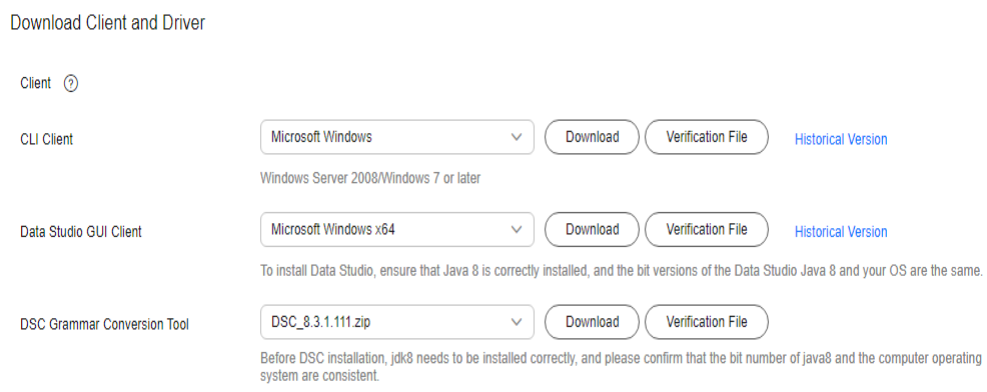 Download Client and Driver
Client ?
CLI Client Microsoft Windows Download Verification File Historical Version
Windows Server 2008/Windows 7 or later
Data Studio GUI Client Microsoft Windows x64 Download Verification File Historical Version
To install Data Studio, ensure that Java 8 is correctly installed, and the bit versions of the Data Studio Java 8 and your OS are the same.
DSC Grammar Conversion Tool DSC_8.3.1.111.zip Download Verification File
Before DSC installation, jdk8 needs to be installed correctly, and please confirm that the bit number of java8 and the computer operating
system are consistent.